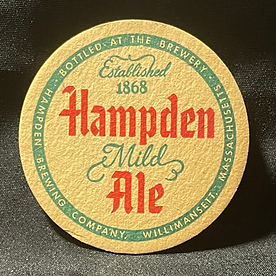 · BOTTLED · AT THE BREWERY ·
HAMPDEN BREWING COMPANY, WILLIMANSETT, MASSACHUSETTS
Established
1868
Hampden
Mild
Ale